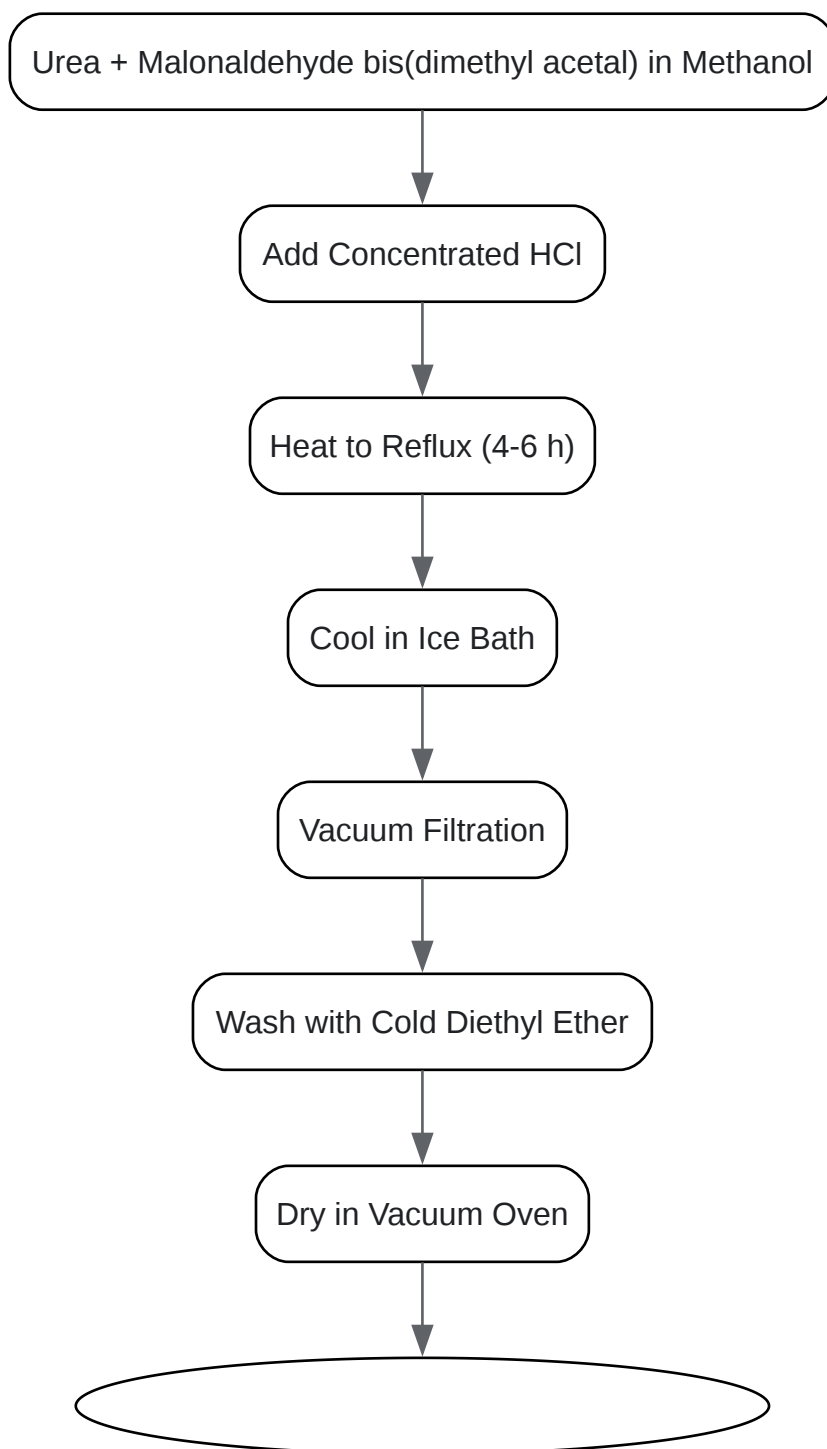 Urea + Malonaldehyde bis(dimethyl acetal) in Methanol
Add Concentrated HCl
Heat to Reflux (4-6 h)
Cool in Ice Bath
Vacuum Filtration
Wash with Cold Diethyl Ether
Dry in Vacuum Oven